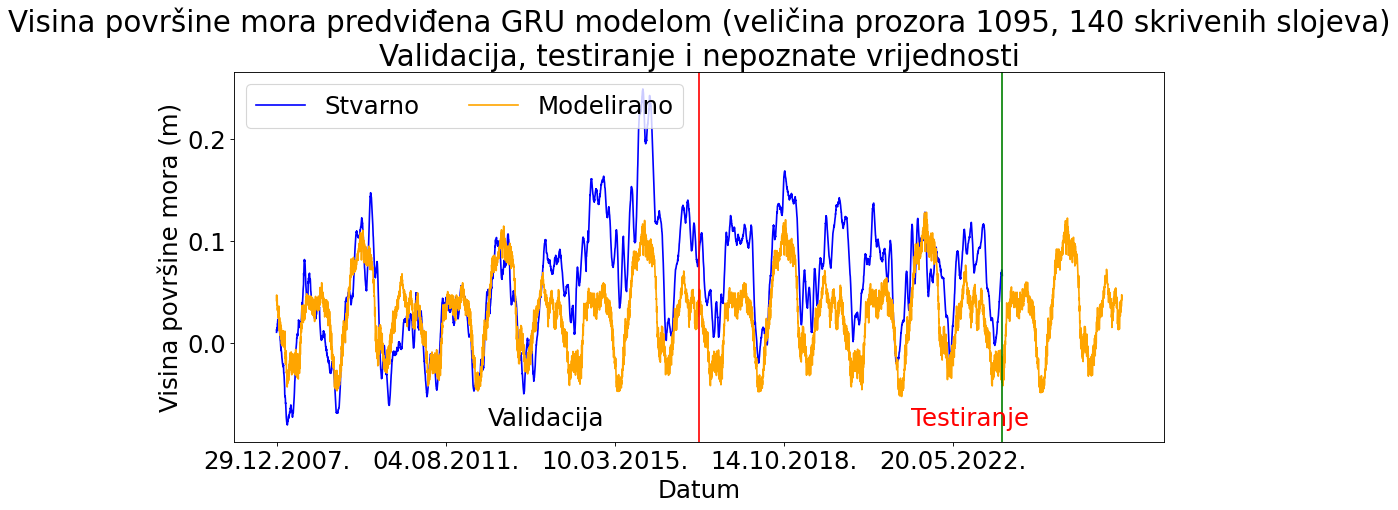 Visina površine mora predviđena GRU modelom (veličina prozora 1095, 140 skrivenih slojeva)
Validacija, testiranje i nepoznate vrijednosti
Stvarno
Modelirano
Visina površine mora (m)
0.2
0.1
0.0
Validacija
Testiranje
29.12.2007.
04.08.2011.
10.03.2015.
14.10.2018.
20.05.2022.
Datum